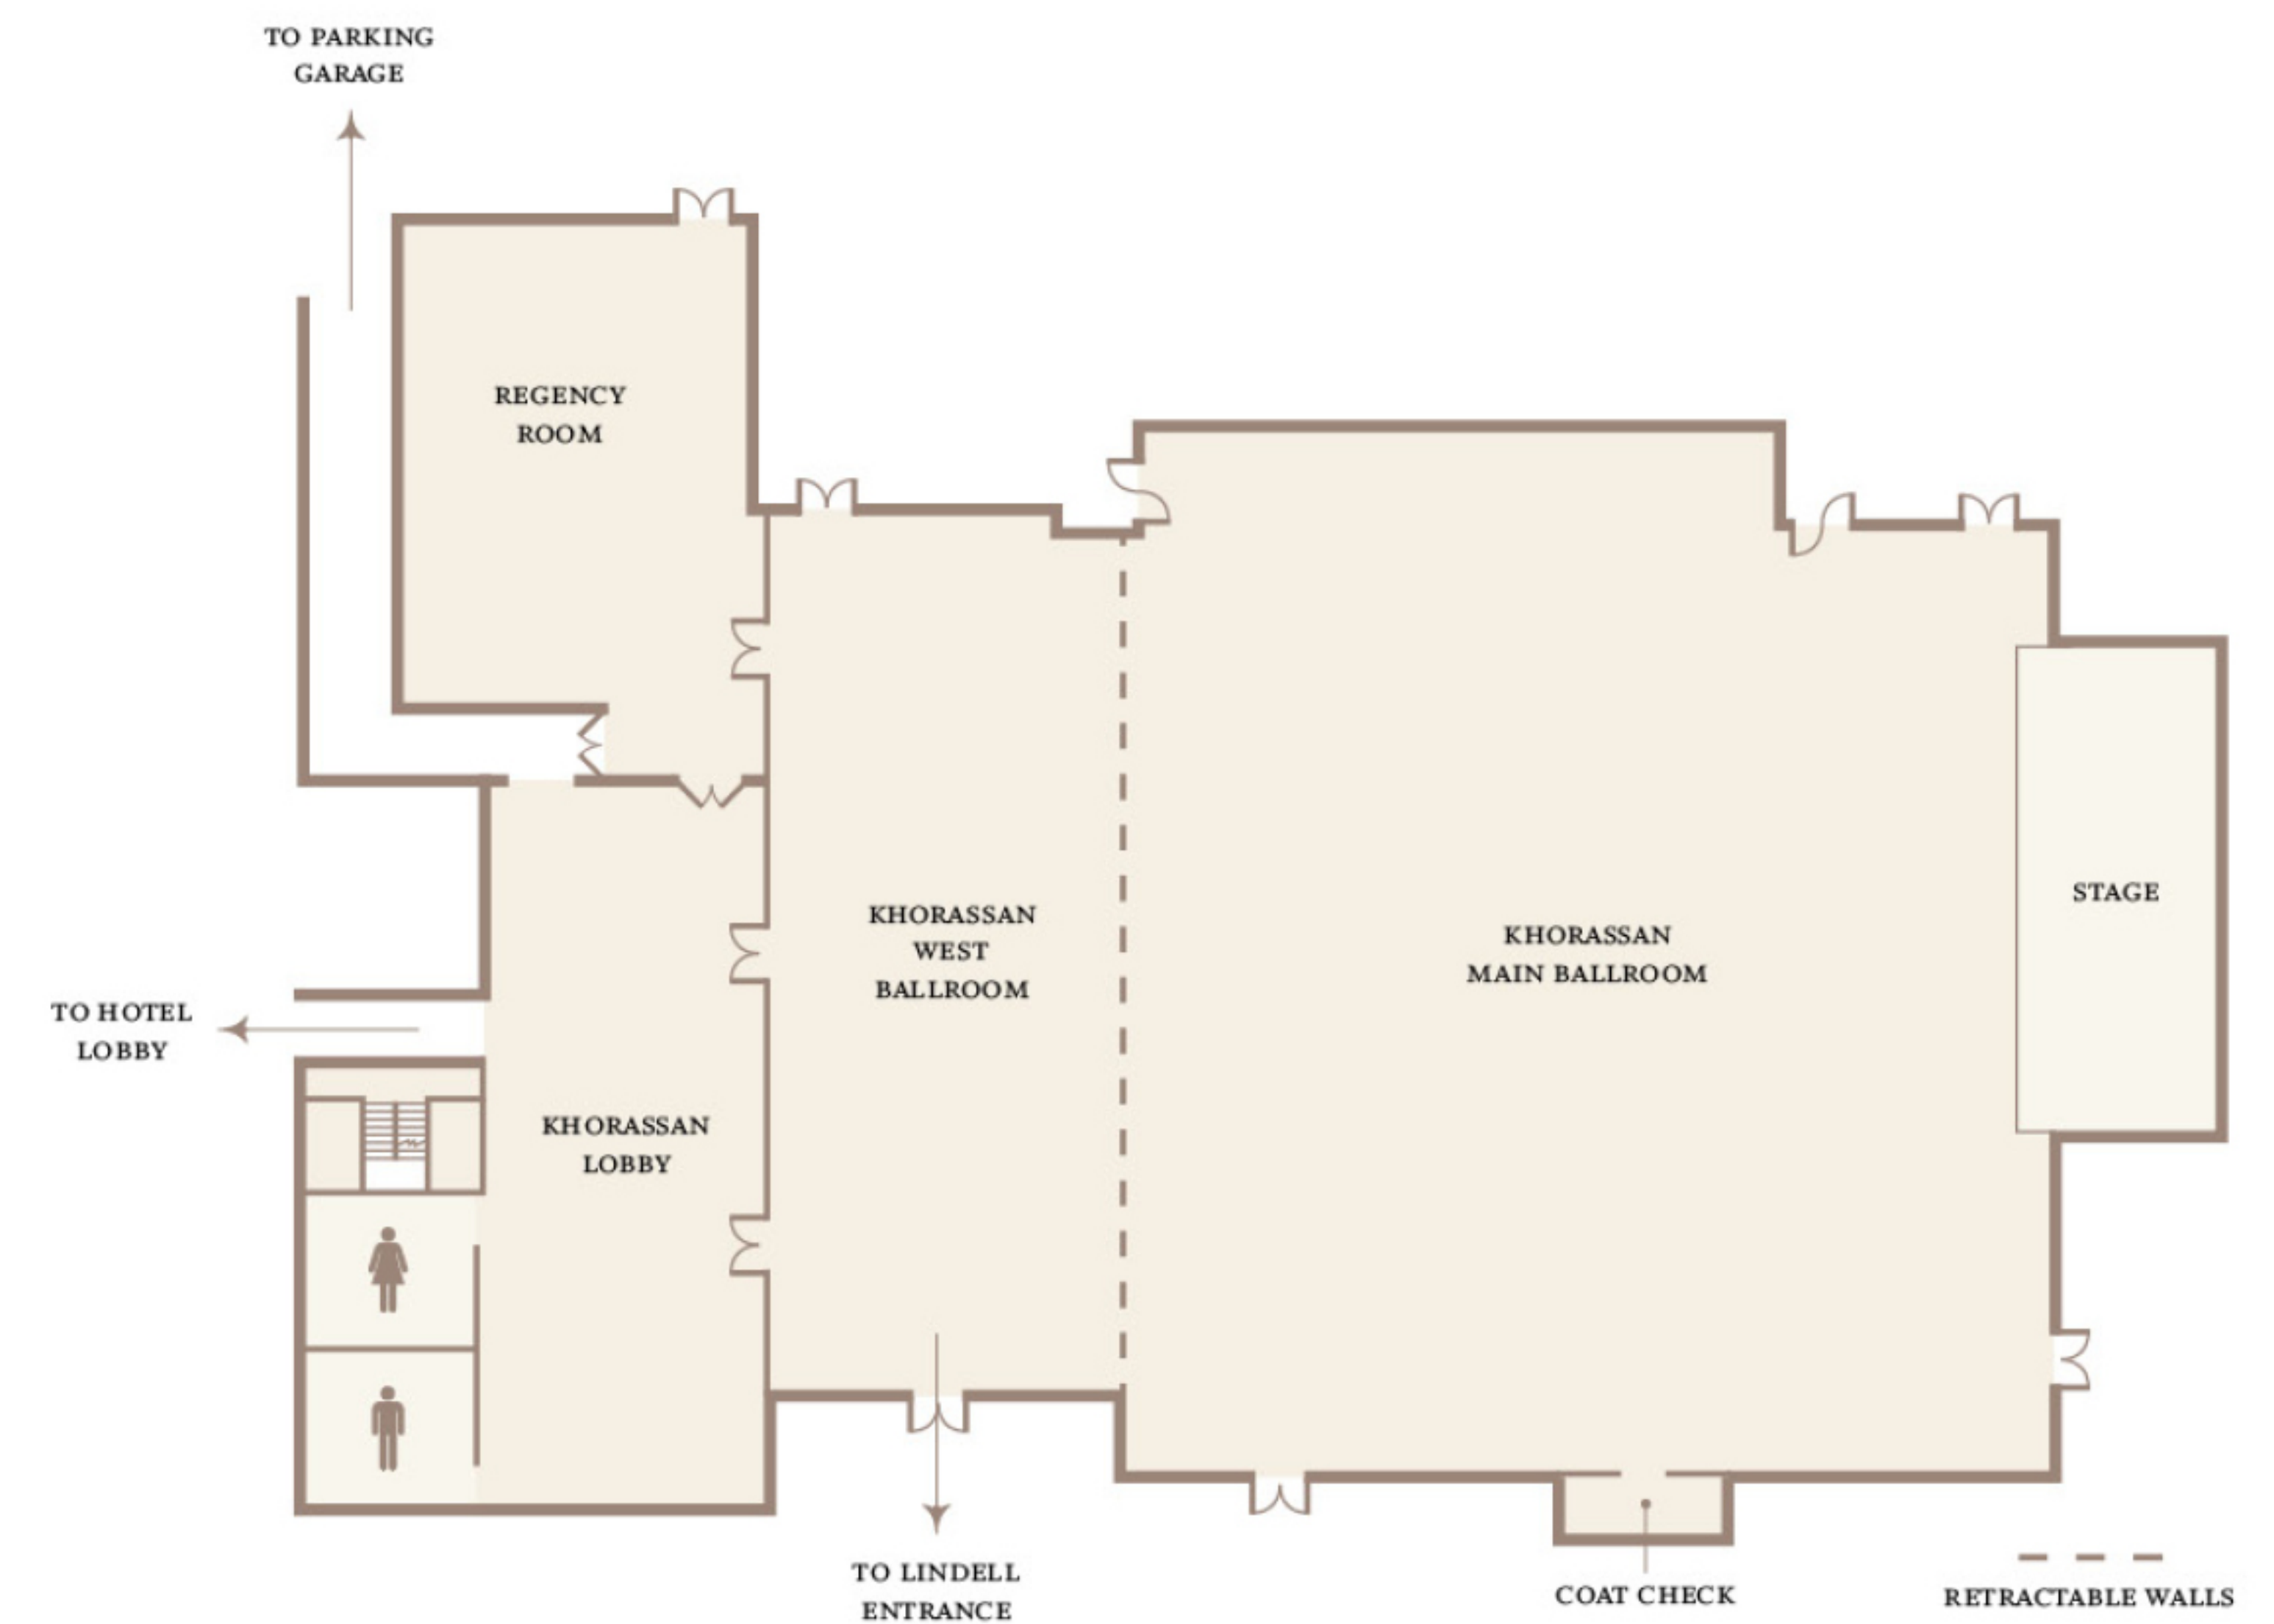 TO PARKING
GARAGE
REGENCY
ROOM
KHORASSAN
WEST
BALLROOM
KHORASSAN
MAIN BALLROOM
STAGE
TO HOTEL
LOBBY
KHORASSAN
LOBBY
TO LINDELL
ENTRANCE
COAT CHECK
RETRACTABLE WALLS